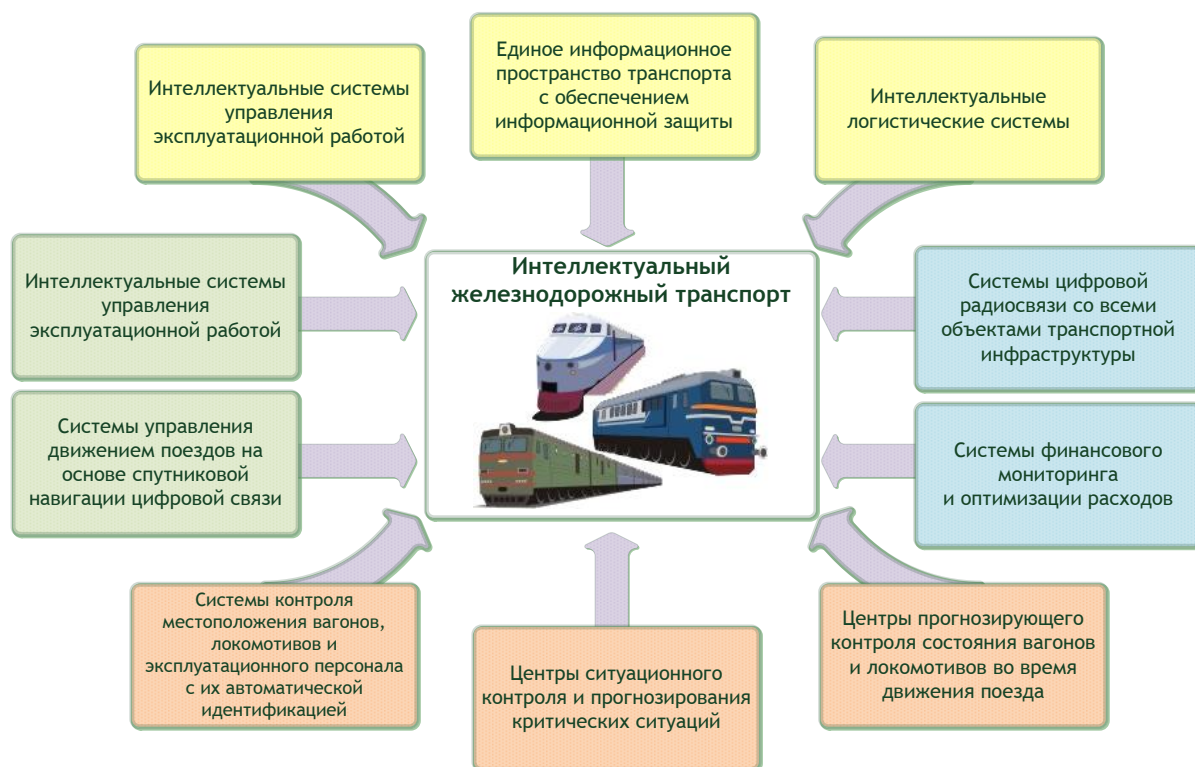 Интеллектуальные системы
управления
эксплуатационной работой
Единое информационное
пространство транспорта
с обеспечением
информационной защиты
Интеллектуальные
логистические системы
Интеллектуальные системы
управления
эксплуатационной работой
Интеллектуальный
железнодорожный транспорт
Системы цифровой
радиосвязи со всеми
объектами транспортной
инфраструктуры
Системы управления
движением поездов на
основе спутниковой
навигации цифровой связи
Системы финансового
мониторинга
и оптимизации расходов
Системы контроля
местоположения вагонов,
локомотивов и
эксплуатационного персонала
с их автоматической
идентификацией
Центры ситуационного
контроля и прогнозирования
критических ситуаций
Центры прогнозирующего
контроля состояния вагонов
и локомотивов во время
движения поезда